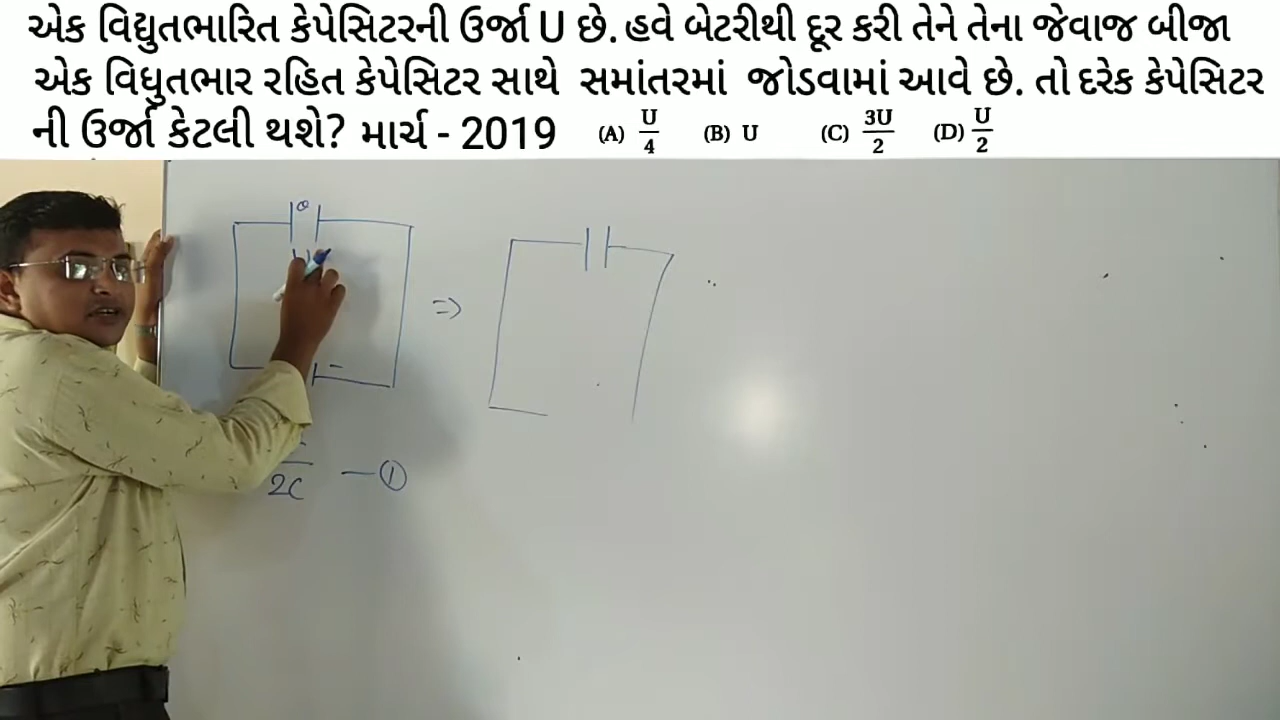 એક વિદ્યુતભારિત કેપેસિટરની ઉર્જા U છે. હવે બેટરીથી દૂર કરી તેને તેના જેવાજ બીજા
એક વિધુતભાર રહિત કેપેસિટર સાથે સમાંતરમાં જોડવામાં આવે છે. તો દરેક કેપેસિટર
ની ઉર્જા કેટલી થશે? માર્ચ - 2019 (A) U/4 (B) U (C) 3U/2 (D) U/2
Q
⇒
-
2C — ①